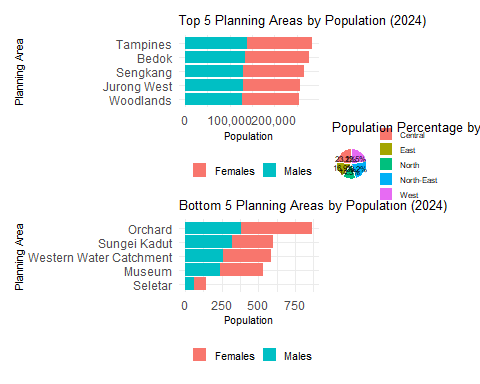 Top 5 Planning Areas by Population (2024)
Planning Area
Tampines
Bedok
Sengkang
Jurong West
Woodlands
0 100,000 200,000
Population
Females Males
Population Percentage by
Central
East
North
North-East
West
Bottom 5 Planning Areas by Population (2024)
Planning Area
Orchard
Sungei Kadut
Western Water Catchment
Museum
Seletar
0 250 500 750
Population
Females Males